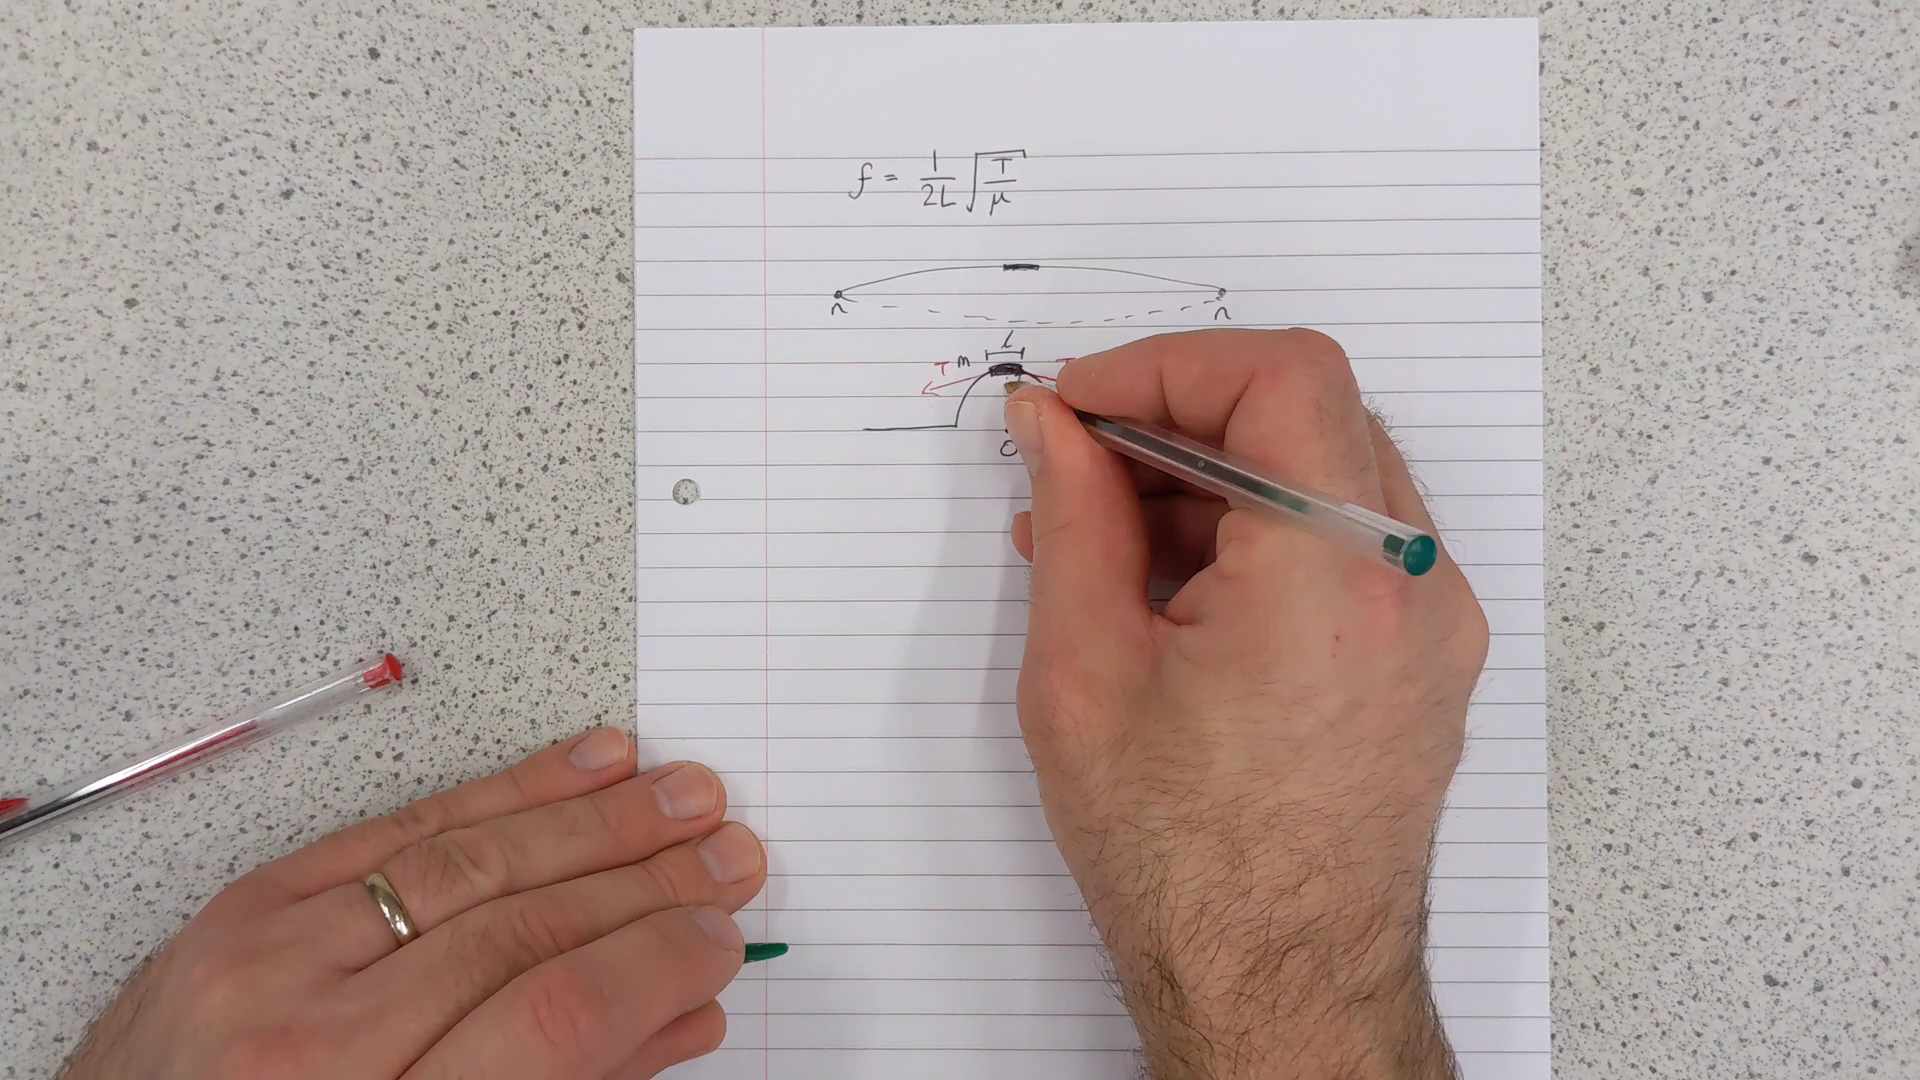 f = 1/2L √T/μ
n n
l
T m T
O